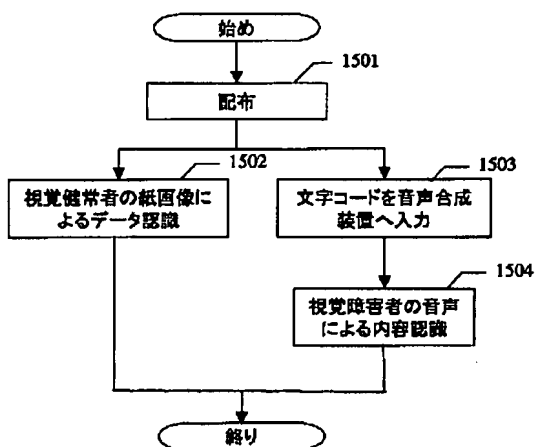 始め
1501
配布
1502
視覚健常者の紙画像に
よるデータ認識
1503
文字コードを音声合成
装置へ入力
1504
視覚障害者の音声
による内容認識
終り